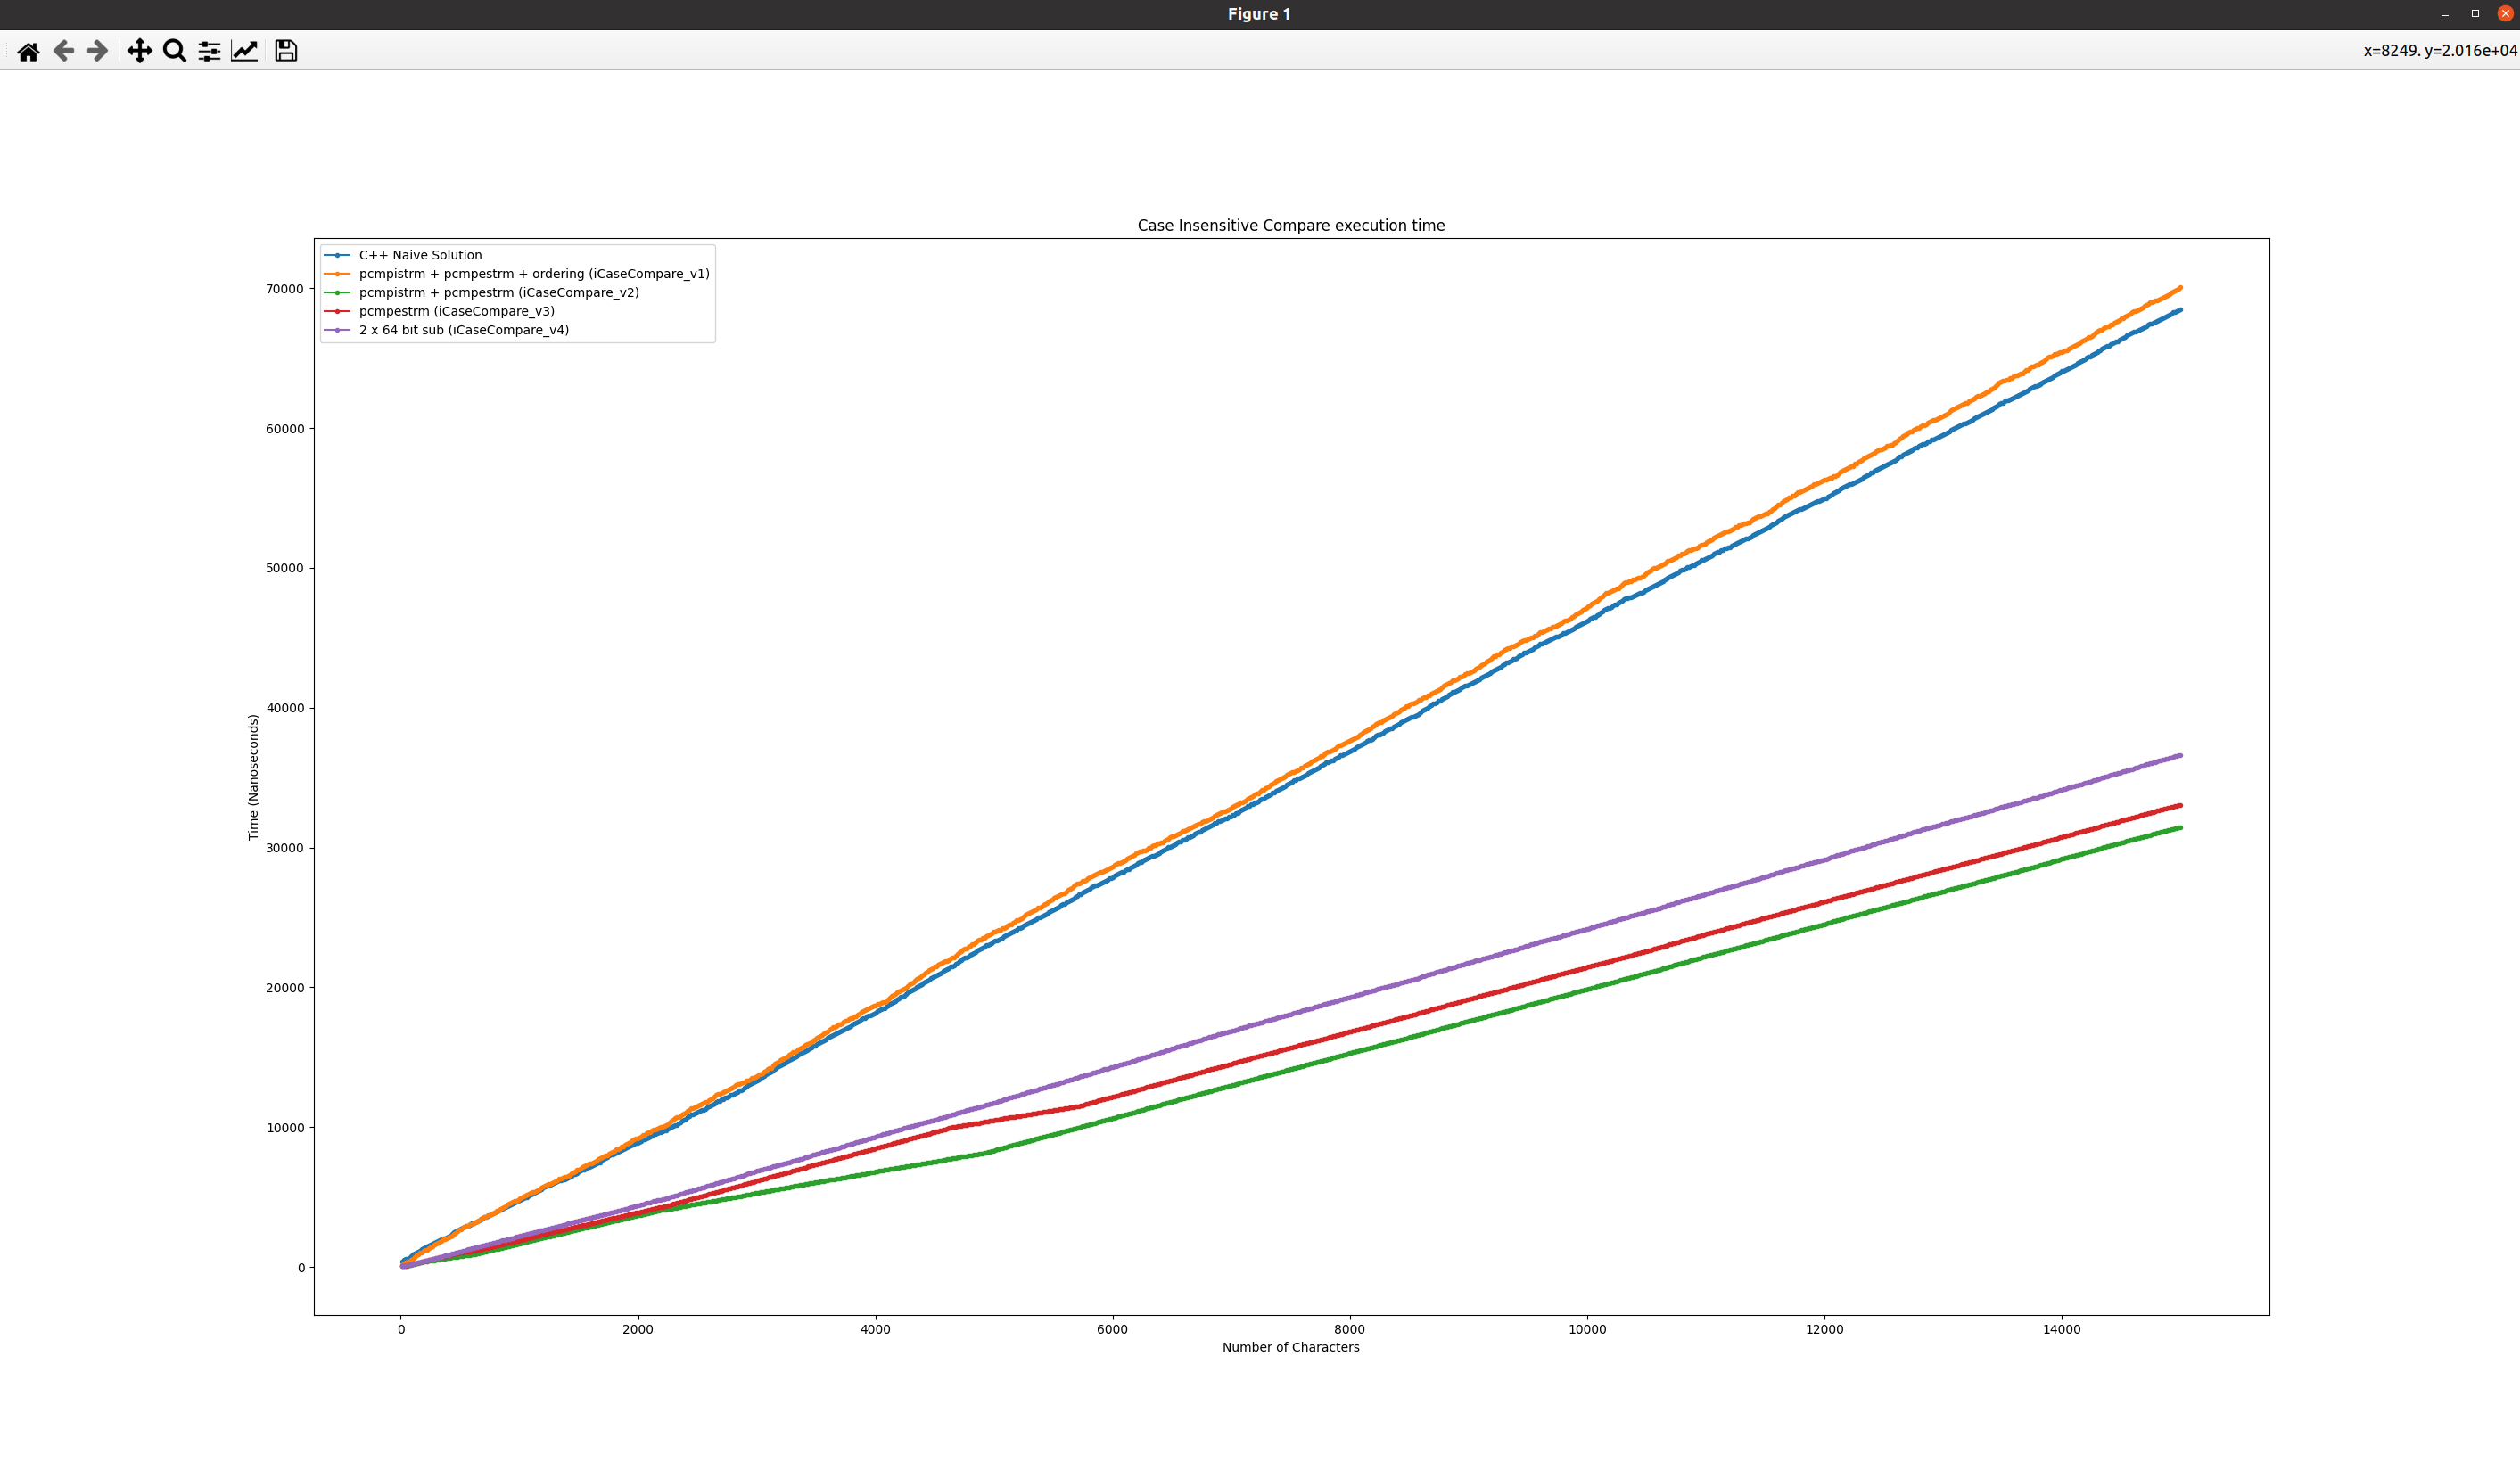 Figure 1
x=8249. y=2.016e+04
Case Insensitive Compare execution time
C++ Naive Solution
pcmpistrm + pcmpestrm + ordering (iCaseCompare_v1)
pcmpistrm + pcmpestrm (iCaseCompare_v2)
pcmpestrm (iCaseCompare_v3)
2 x 64 bit sub (iCaseCompare_v4)
70000
60000
50000
40000
30000
20000
10000
0
Time (Nanoseconds)
0 2000 4000 6000 8000 10000 12000 14000
Number of Characters